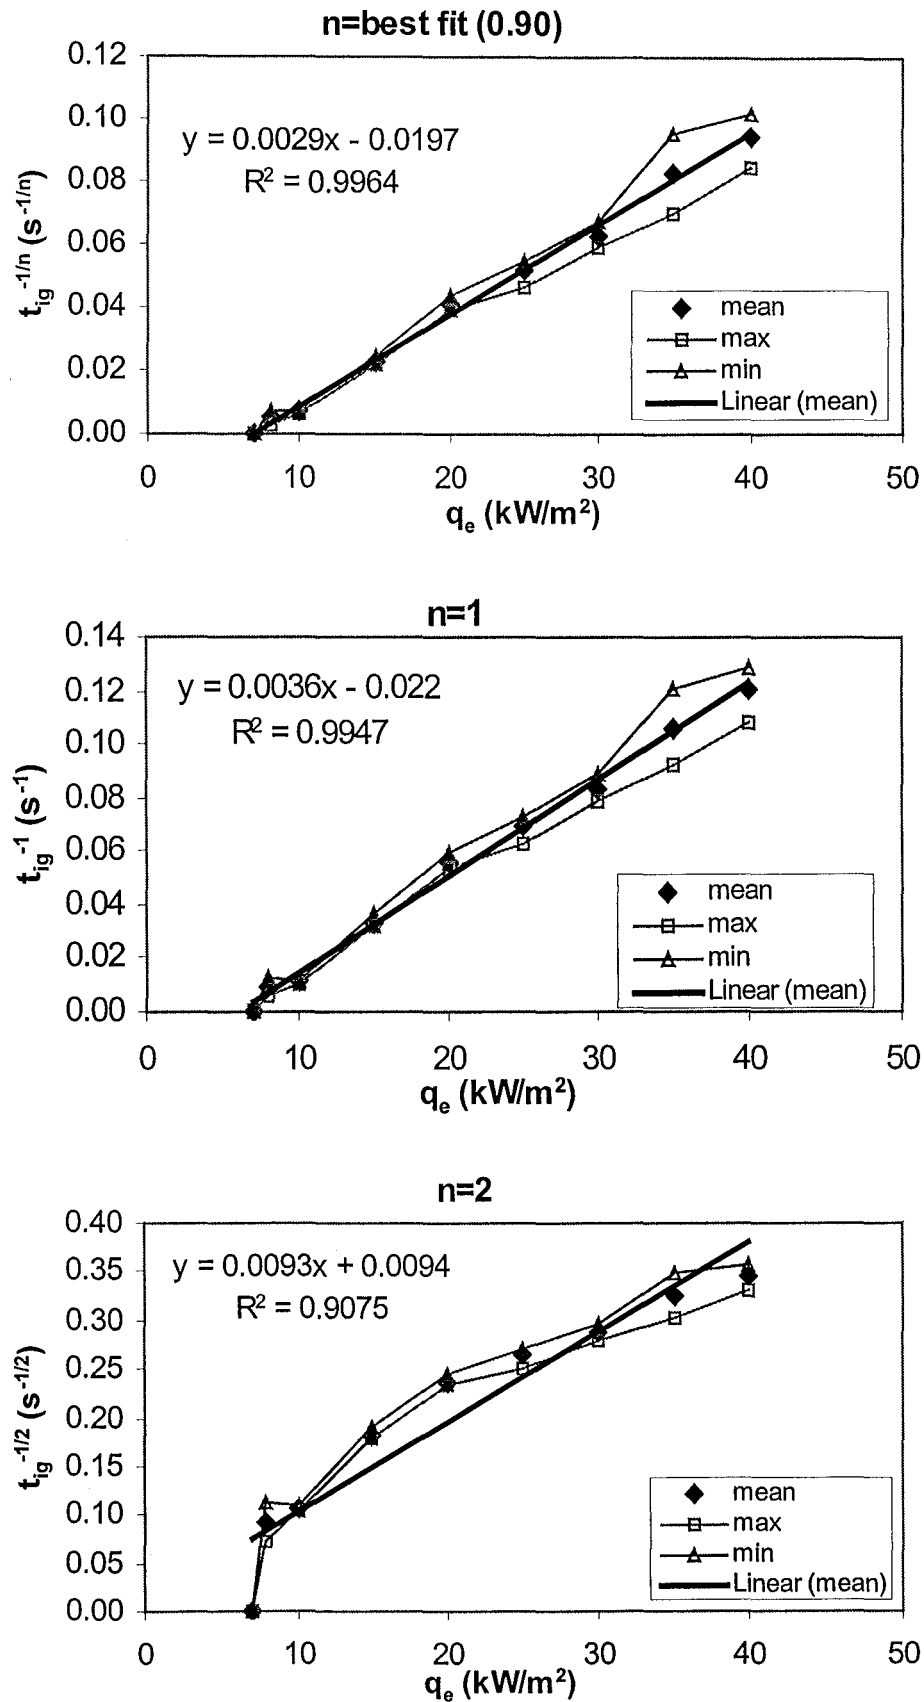 n=best fit (0.90)
0.12
0.10
0.08
0.06
0.04
0.02
0.00
t_ig^-1/n (s^-1/n)
y = 0.0029x - 0.0197
R² = 0.9964
mean
max
min
Linear (mean)
0 10 20 30 40 50
q_e (kW/m²)
n=1
0.14
0.12
0.10
0.08
0.06
0.04
0.02
0.00
t_ig^-1 (s^-1)
y = 0.0036x - 0.022
R² = 0.9947
mean
max
min
Linear (mean)
0 10 20 30 40 50
q_e (kW/m²)
n=2
0.40
0.35
0.30
0.25
0.20
0.15
0.10
0.05
0.00
t_ig^-1/2 (s^-1/2)
y = 0.0093x + 0.0094
R² = 0.9075
mean
max
min
Linear (mean)
0 10 20 30 40 50
q_e (kW/m²)